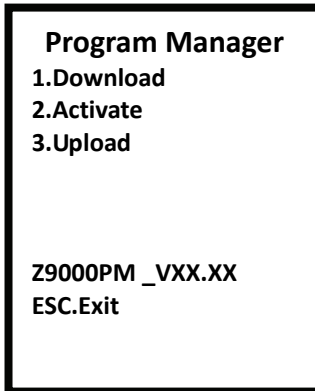 Program Manager
1.Download
2.Activate
3.Upload
Z9000PM _VXX.XX
ESC.Exit